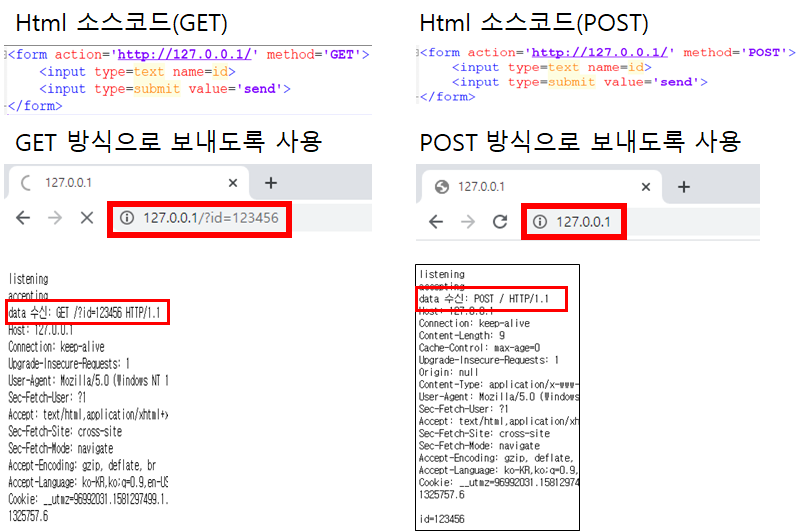 Html 소스코드(GET)
<form action='http://127.0.0.1/' method='GET'>
<input type=text name=id>
<input type=submit value='send'>
</form>
GET 방식으로 보내도록 사용
127.0.0.1
127.0.0.1/?id=123456
listening
accepting
data 수신: GET /?id=123456 HTTP/1.1
Host: 127.0.0.1
Connection: keep-alive
Upgrade-Insecure-Requests: 1
User-Agent: Mozilla/5.0 (Windows NT 1
Sec-Fetch-User: ?1
Accept: text/html,application/xhtml+x
Sec-Fetch-Site: cross-site
Sec-Fetch-Mode: navigate
Accept-Encoding: gzip, deflate, br
Accept-Language: ko-KR,ko;q=0.9,en-US
Cookie: __utmz=96992031.1581297499.1.
1325757.6
Html 소스코드(POST)
<form action='http://127.0.0.1/' method='POST'>
<input type=text name=id>
<input type=submit value='send'>
</form>
POST 방식으로 보내도록 사용
127.0.0.1
127.0.0.1
listening
accepting
data 수신: POST / HTTP/1.1
Host: 127.0.0.1
Connection: keep-alive
Content-Length: 9
Cache-Control: max-age=0
Upgrade-Insecure-Requests: 1
Origin: null
Content-Type: application/x-www-
User-Agent: Mozilla/5.0 (Windows
Sec-Fetch-User: ?1
Accept: text/html,application/xh
Sec-Fetch-Site: cross-site
Sec-Fetch-Mode: navigate
Accept-Encoding: gzip, deflate,
Accept-Language: ko-KR,ko;q=0.9,
Cookie: __utmz=96992031.15812974
1325757.6
id=123456